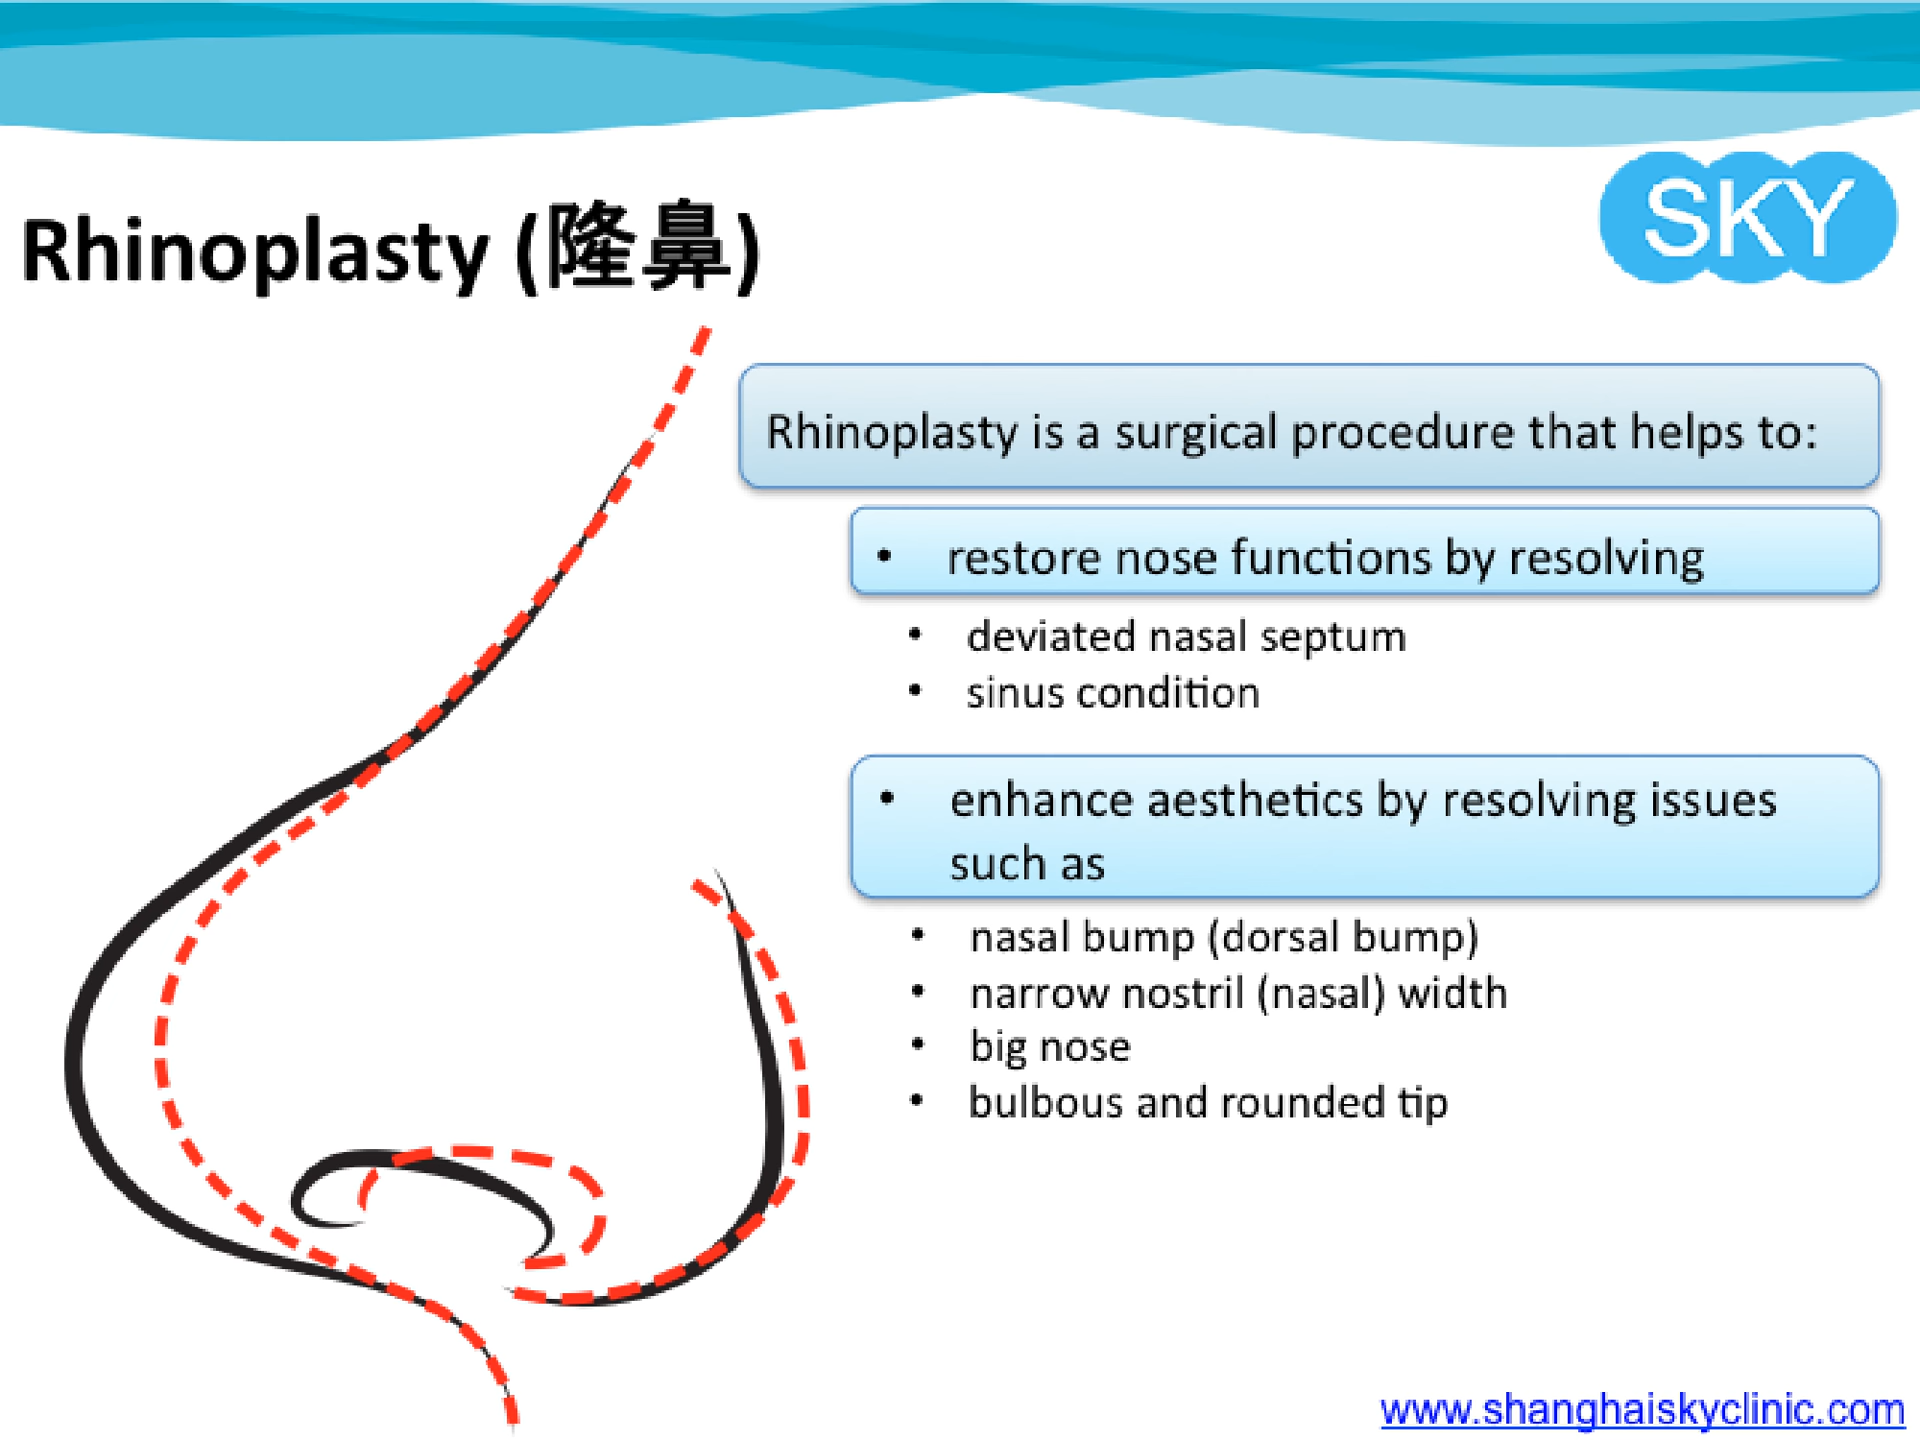 Rhinoplasty (隆鼻)
SKY
Rhinoplasty is a surgical procedure that helps to:
• restore nose functions by resolving
• deviated nasal septum
• sinus condition
• enhance aesthetics by resolving issues
such as
• nasal bump (dorsal bump)
• narrow nostril (nasal) width
• big nose
• bulbous and rounded tip
www.shanghaiskyclinic.com